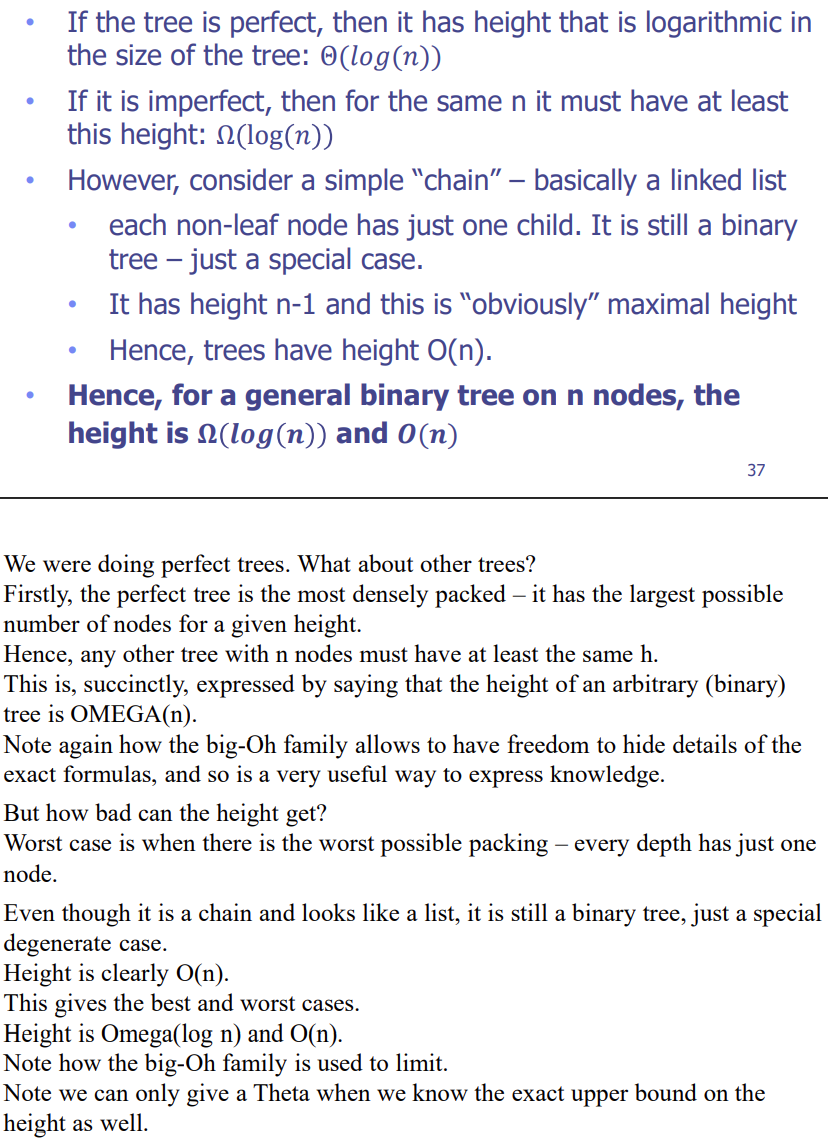 • If the tree is perfect, then it has height that is logarithmic in
the size of the tree: Θ(log(n))
• If it is imperfect, then for the same n it must have at least
this height: Ω(log(n))
• However, consider a simple “chain” – basically a linked list
• each non-leaf node has just one child. It is still a binary
tree – just a special case.
• It has height n-1 and this is “obviously” maximal height
• Hence, trees have height O(n).
• Hence, for a general binary tree on n nodes, the
height is Ω(log(n)) and O(n)
37
We were doing perfect trees. What about other trees?
Firstly, the perfect tree is the most densely packed – it has the largest possible
number of nodes for a given height.
Hence, any other tree with n nodes must have at least the same h.
This is, succinctly, expressed by saying that the height of an arbitrary (binary)
tree is OMEGA(n).
Note again how the big-Oh family allows to have freedom to hide details of the
exact formulas, and so is a very useful way to express knowledge.
But how bad can the height get?
Worst case is when there is the worst possible packing – every depth has just one
node.
Even though it is a chain and looks like a list, it is still a binary tree, just a special
degenerate case.
Height is clearly O(n).
This gives the best and worst cases.
Height is Omega(log n) and O(n).
Note how the big-Oh family is used to limit.
Note we can only give a Theta when we know the exact upper bound on the
height as well.